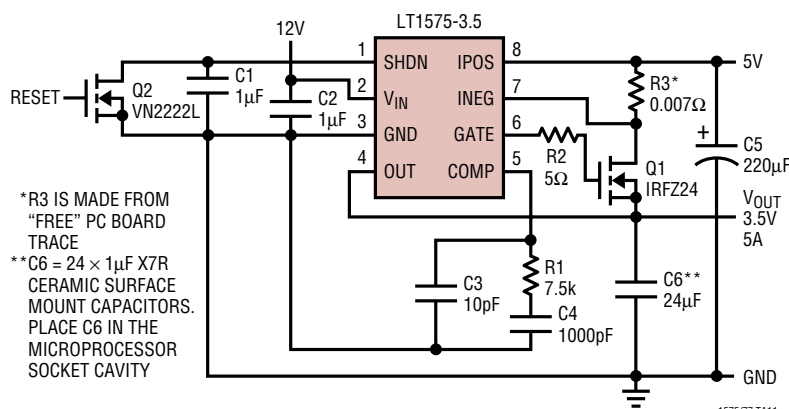 LT1575-3.5
12V
1
SHDN
IPOS
8
5V
C1
1µF
R3*
0.007Ω
RESET
Q2
VN2222L
2
VIN
INEG
7
C2
1µF
3
GND
GATE
6
+
C5
220µF
4
OUT
COMP
5
R2
5Ω
Q1
IRFZ24
VOUT
3.5V
5A
*R3 IS MADE FROM
“FREE” PC BOARD
TRACE
**C6 = 24 × 1µF X7R
CERAMIC SURFACE
MOUNT CAPACITORS.
PLACE C6 IN THE
MICROPROCESSOR
SOCKET CAVITY
C3
10pF
R1
7.5k
C4
1000pF
C6**
24µF
GND